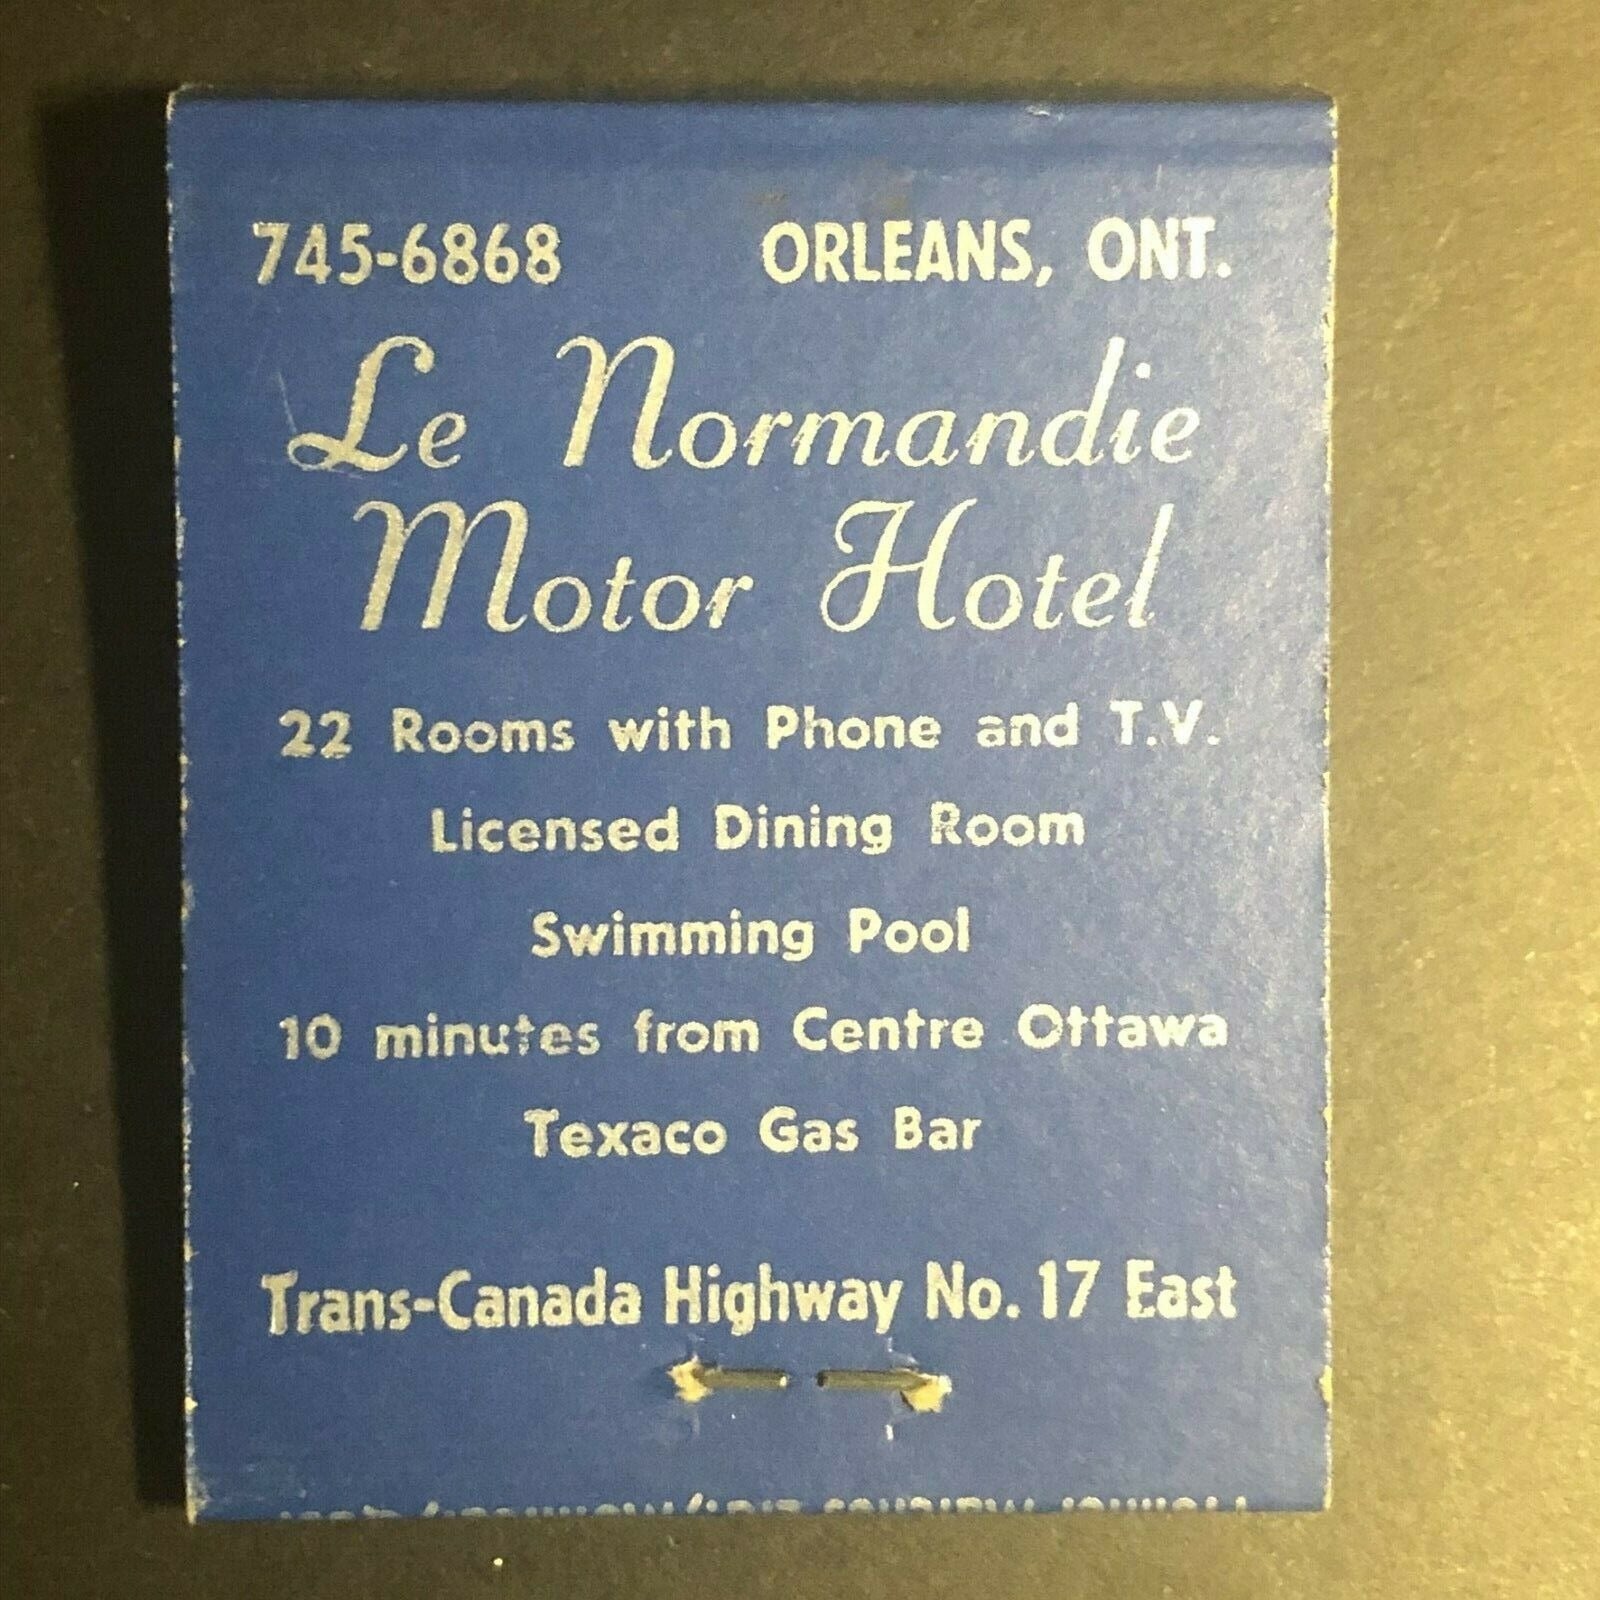 745-6868 ORLEANS, ONT.
Le Normandie
Motor Hotel
22 Rooms with Phone and T.V.
Licensed Dining Room
Swimming Pool
10 minutes from Centre Ottawa
Texaco Gas Bar
Trans-Canada Highway No. 17 East